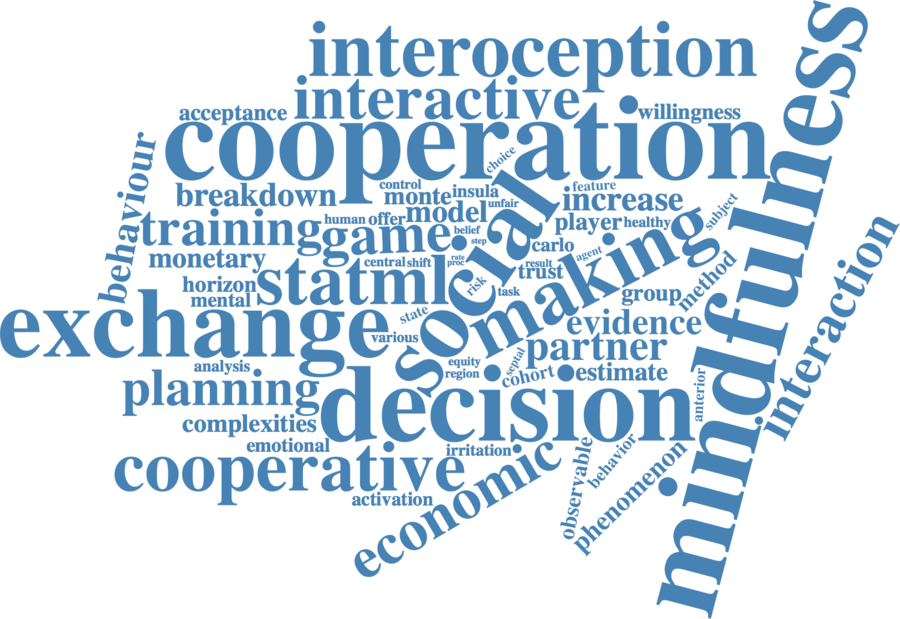 interoception
interactive
acceptance
willingness
cooperation
mindfulness
choice
behaviour
breakdown
control
monte
insula
unfair
feature
increase
training
human
offer
model
belief
step
social
player
healthy
subject
game
monetary
central
shift
rate
proc
carlo
agent
making
interaction
horizon
mental
statml
risk
result
trust
task
group
method
exchange
state
various
evidence
analysis
equity
region
septal
partner
planning
decision
cohort
estimate
anterior
complexities
emotional
irritation
cooperative
economic
observable
behavior
phenomenon
activation